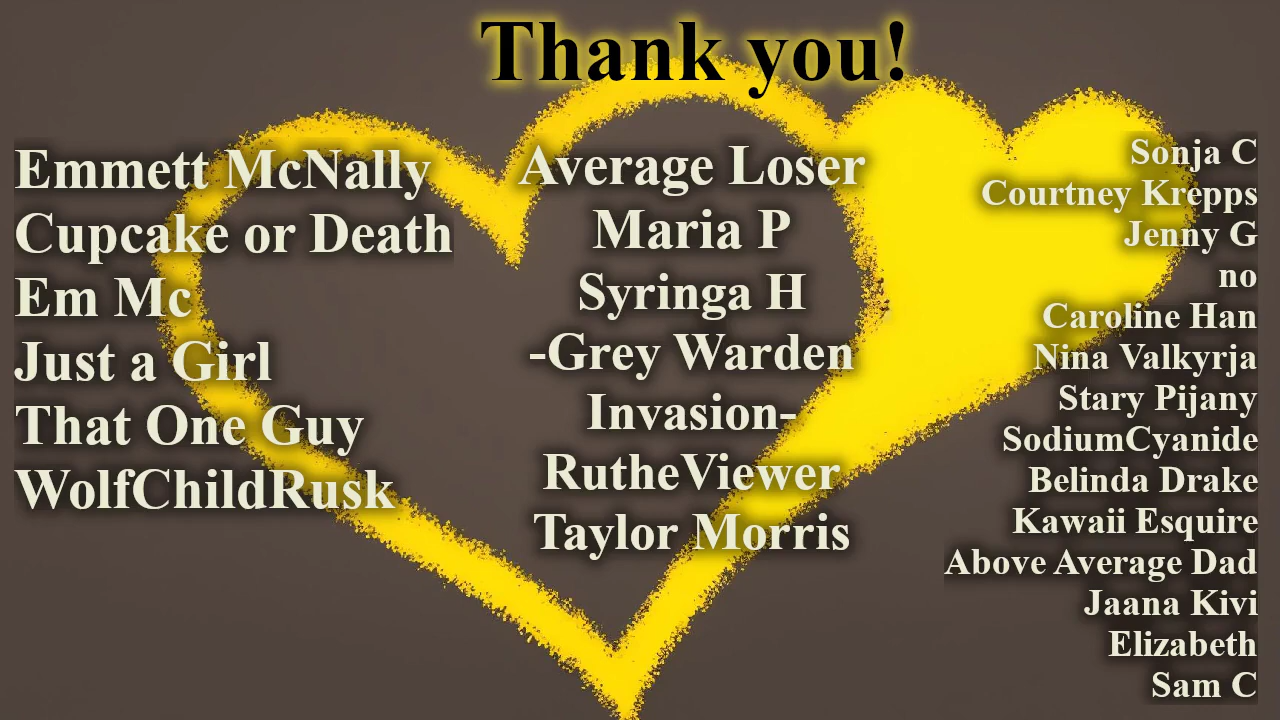 Thank you!
Emmett McNally
Cupcake or Death
Em Mc
Just a Girl
That One Guy
WolfChildRusk
Average Loser
Maria P
Syringa H
-Grey Warden
Invasion-
RutheViewer
Taylor Morris
Sonja C
Courtney Krepps
Jenny G
no
Caroline Han
Nina Valkyrja
Stary Pijany
SodiumCyanide
Belinda Drake
Kawaii Esquire
Above Average Dad
Jaana Kivi
Elizabeth
Sam C